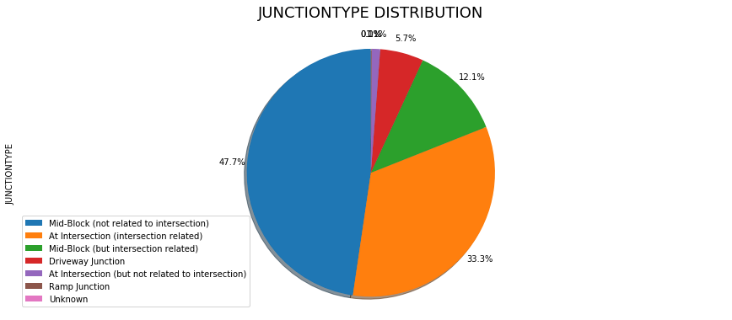 JUNCTIONTYPE DISTRIBUTION
5.7%
12.1%
47.7%
33.3%
JUNCTIONTYPE
Mid-Block (not related to intersection)
At Intersection (intersection related)
Mid-Block (but intersection related)
Driveway Junction
At Intersection (but not related to intersection)
Ramp Junction
Unknown